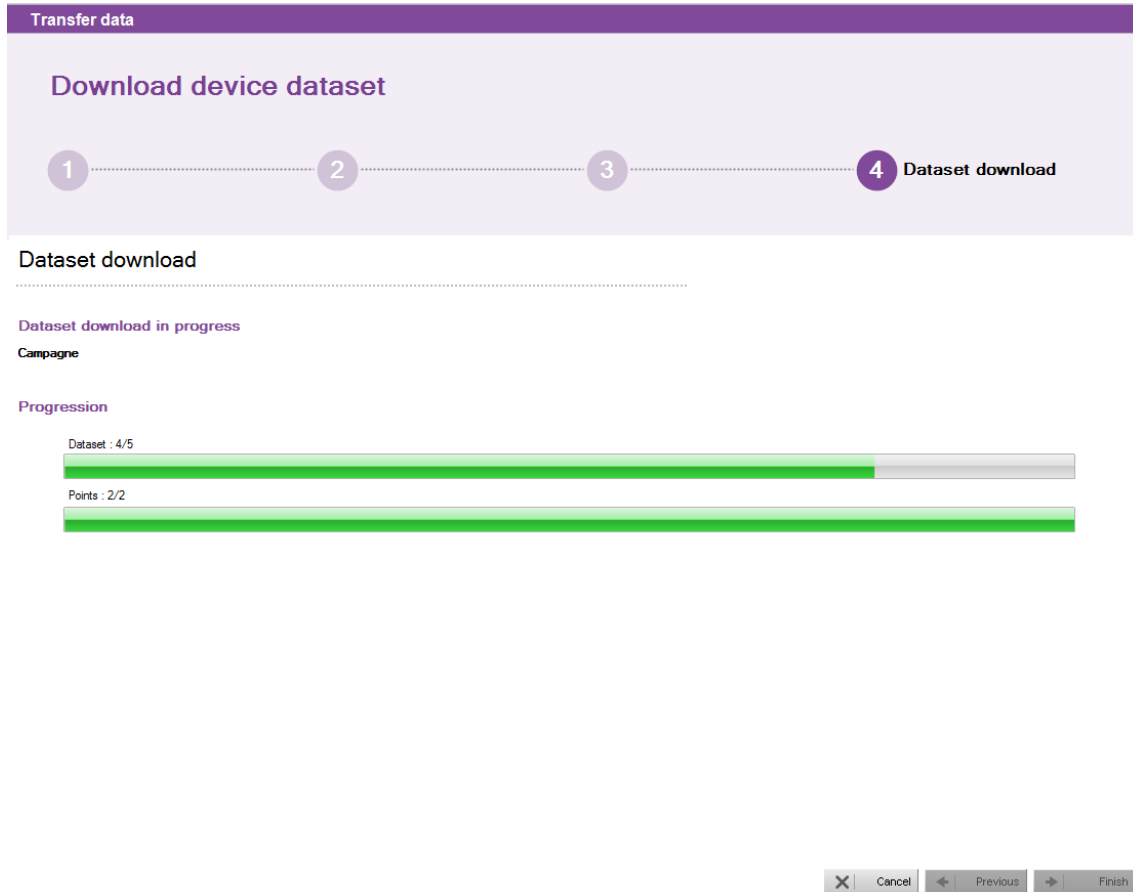 Transfer data
Download device dataset
1 2 3 4 Dataset download
Dataset download
Dataset download in progress
Campagne
Progression
Dataset : 4/5
Points : 2/2
Cancel Previous Finish